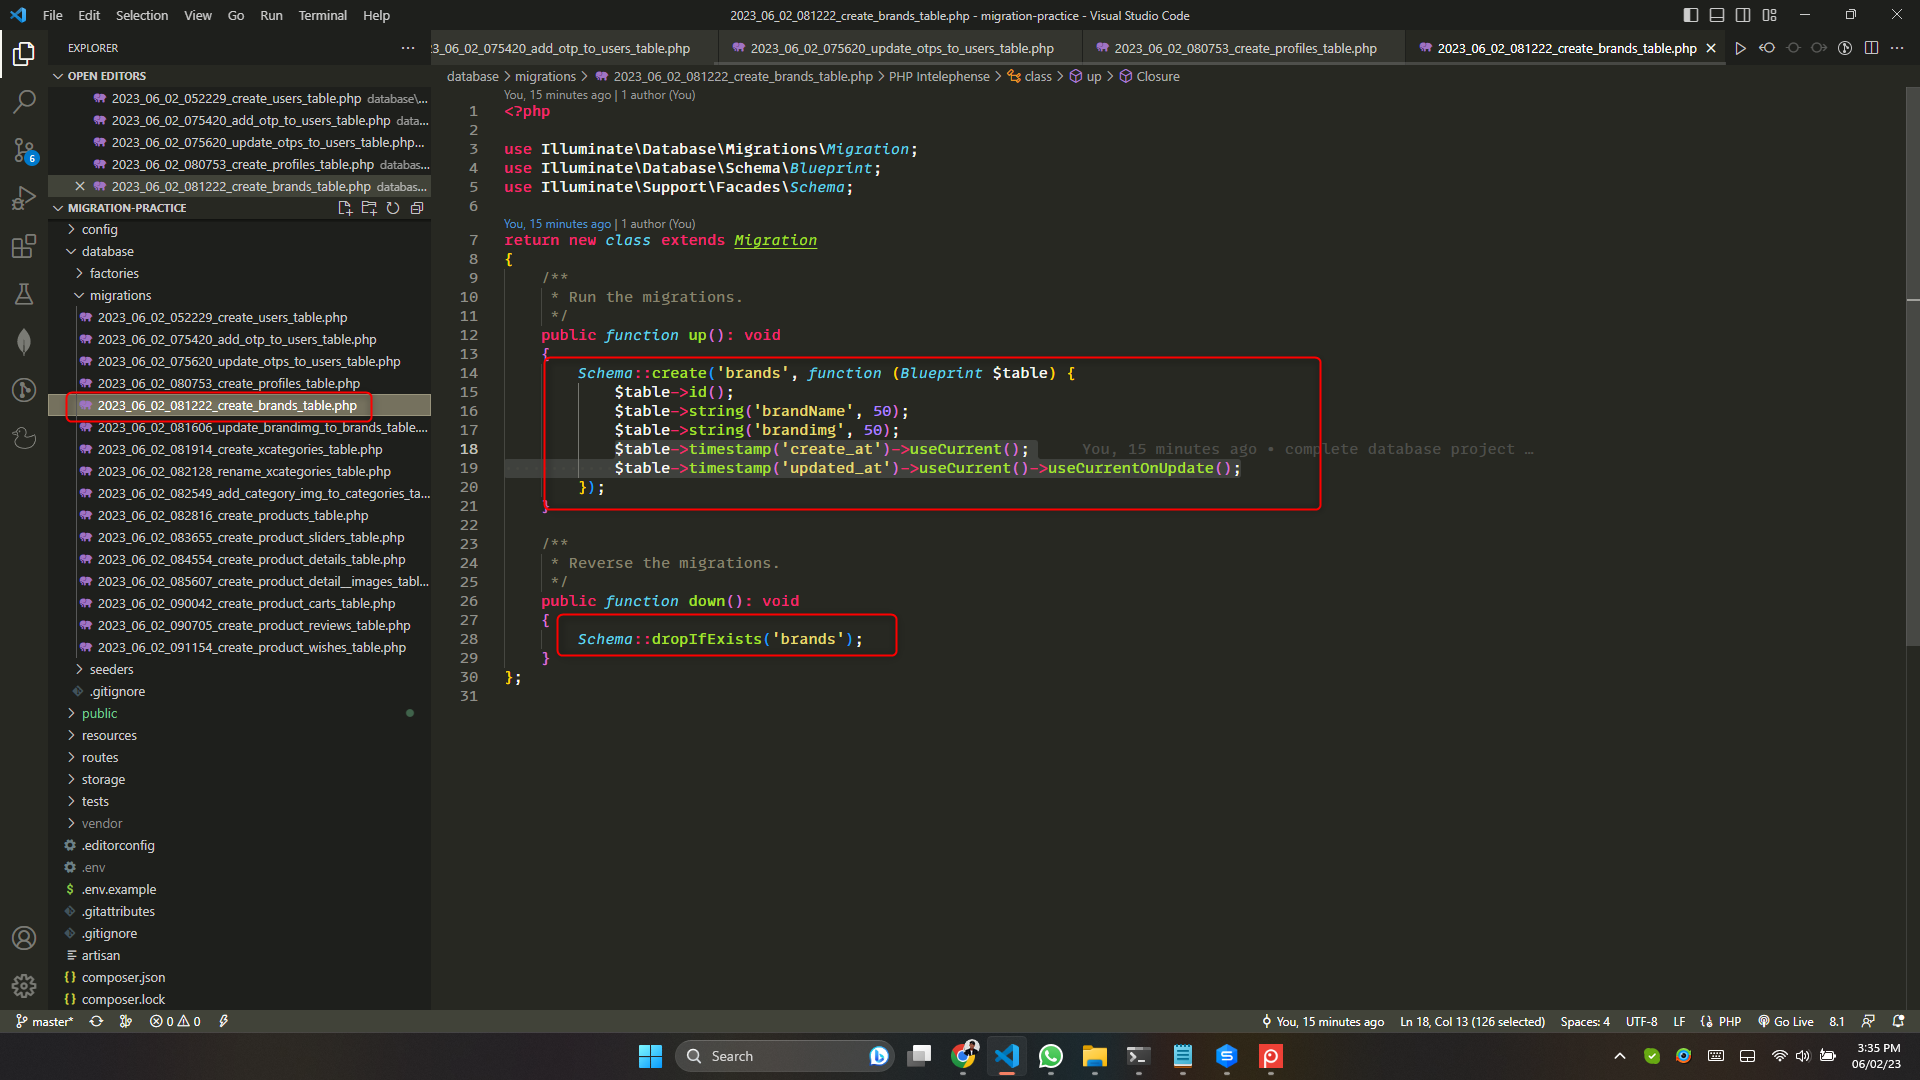 File Edit Selection View Go Run Terminal Help
2023_06_02_081222_create_brands_table.php - migration-practice - Visual Studio Code
EXPLORER
3_06_02_075420_add_otp_to_users_table.php
2023_06_02_075620_update_otps_to_users_table.php
2023_06_02_080753_create_profiles_table.php
2023_06_02_081222_create_brands_table.php
OPEN EDITORS
2023_06_02_052229_create_users_table.php database\...
2023_06_02_075420_add_otp_to_users_table.php data...
2023_06_02_075620_update_otps_to_users_table.php...
2023_06_02_080753_create_profiles_table.php databas...
2023_06_02_081222_create_brands_table.php databas...
MIGRATION-PRACTICE
config
database
factories
migrations
2023_06_02_052229_create_users_table.php
2023_06_02_075420_add_otp_to_users_table.php
2023_06_02_075620_update_otps_to_users_table.php
2023_06_02_080753_create_profiles_table.php
2023_06_02_081222_create_brands_table.php
2023_06_02_081606_update_brandimg_to_brands_table....
2023_06_02_081914_create_xcategories_table.php
2023_06_02_082128_rename_xcategories_table.php
2023_06_02_082549_add_category_img_to_categories_ta...
2023_06_02_082816_create_products_table.php
2023_06_02_083655_create_product_sliders_table.php
2023_06_02_084554_create_product_details_table.php
2023_06_02_085607_create_product_detail__images_tabl...
2023_06_02_090042_create_product_carts_table.php
2023_06_02_090705_create_product_reviews_table.php
2023_06_02_091154_create_product_wishes_table.php
seeders
.gitignore
public
resources
routes
storage
tests
vendor
.editorconfig
.env
.env.example
.gitattributes
.gitignore
artisan
composer.json
composer.lock
6
database > migrations > 2023_06_02_081222_create_brands_table.php > PHP Intelephense > class > up > Closure
You, 15 minutes ago | 1 author (You)
1 <?php
2
3 use Illuminate\Database\Migrations\Migration;
4 use Illuminate\Database\Schema\Blueprint;
5 use Illuminate\Support\Facades\Schema;
6
You, 15 minutes ago | 1 author (You)
7 return new class extends Migration
8 {
9 /**
10 * Run the migrations.
11 */
12 public function up(): void
13 {
14 Schema::create('brands', function (Blueprint $table) {
15 $table->id();
16 $table->string('brandName', 50);
17 $table->string('brandimg', 50);
18 $table->timestamp('create_at')->useCurrent(); You, 15 minutes ago • complete database project …
19 $table->timestamp('updated_at')->useCurrent()->useCurrentOnUpdate();
20 });
21 }
22
23 /**
24 * Reverse the migrations.
25 */
26 public function down(): void
27 {
28 Schema::dropIfExists('brands');
29 }
30 };
31
master* 0 0
You, 15 minutes ago Ln 18, Col 13 (126 selected) Spaces: 4 UTF-8 LF PHP Go Live 8.1
Search
3:35 PM
06/02/23